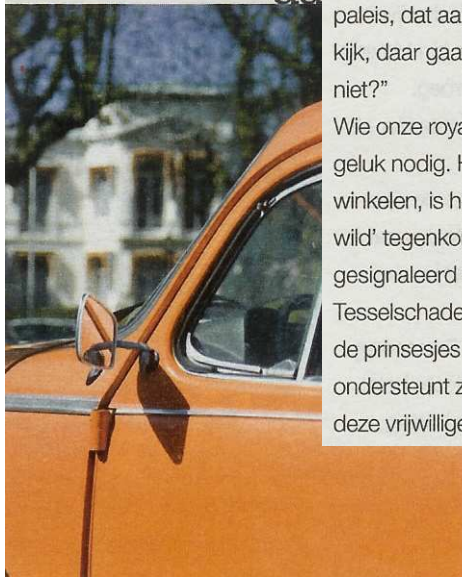 paleis, dat aa
kijk, daar gaa
niet?”
Wie onze roya
geluk nodig. H
winkelen, is h
wild’ tegenko
gesignaleerd
Tesselschade
de prinsesjes
ondersteunt z
deze vrijwillige